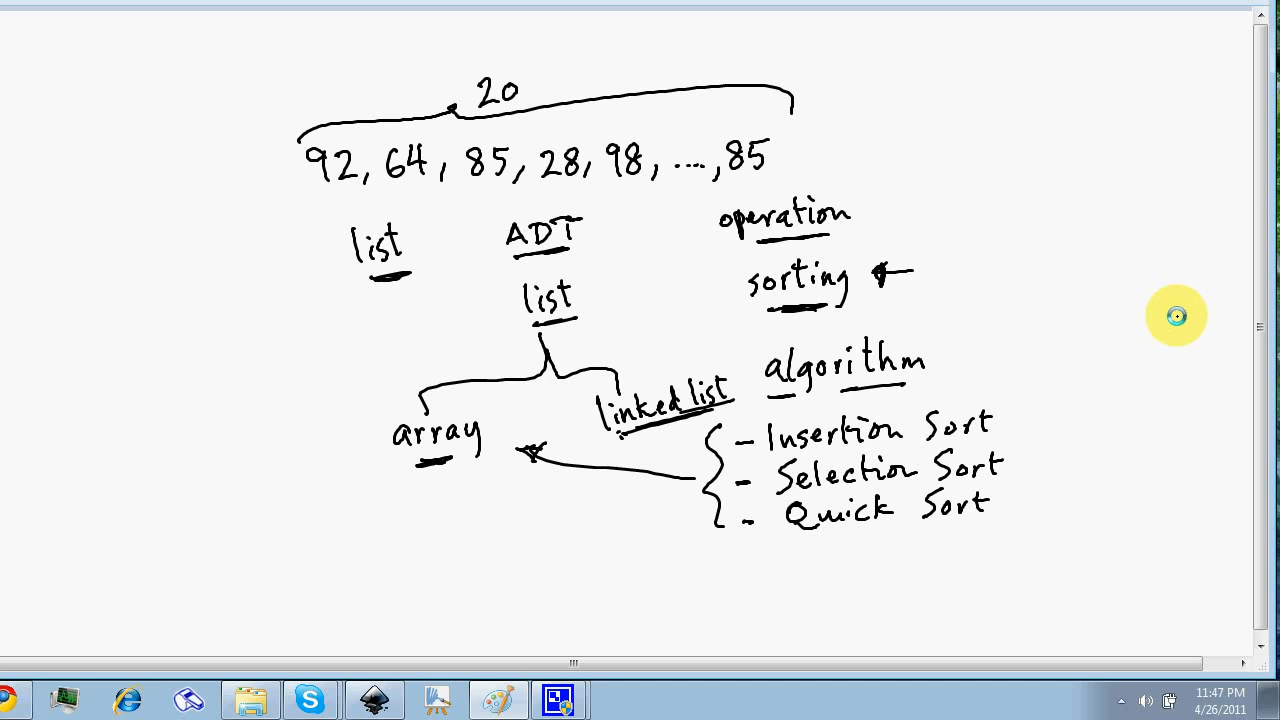 20
92, 64, 85, 28, 98, ...., 85
list ADT operation
list sorting
algorithm
array linked list
- Insertion Sort
- Selection Sort
- Quick Sort
11:47 PM
4/26/2011